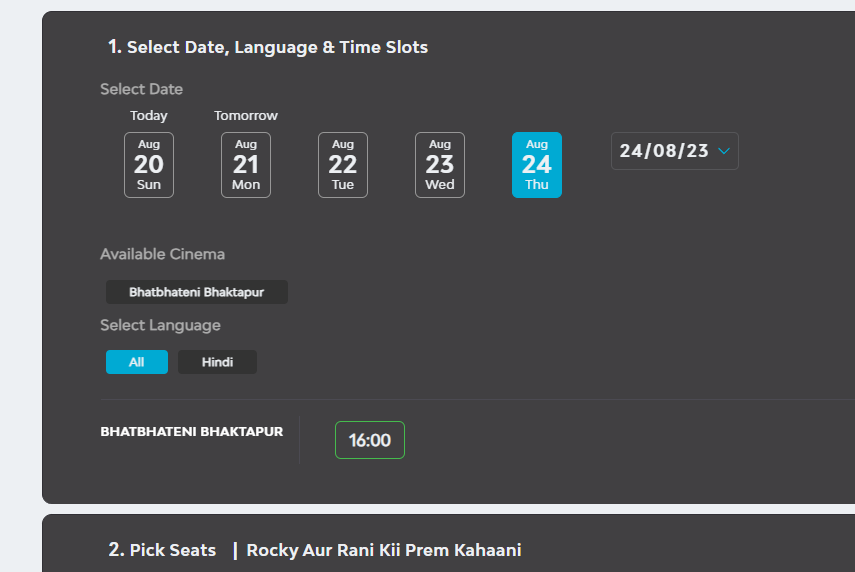 1. Select Date, Language & Time Slots
Select Date
Today Tomorrow
Aug Aug Aug Aug Aug
20 21 22 23 24 24/08/23
Sun Mon Tue Wed Thu
Available Cinema
Bhatbhateni Bhaktapur
Select Language
All Hindi
BHATBHATENI BHAKTAPUR 16:00
2. Pick Seats | Rocky Aur Rani Kii Prem Kahaani